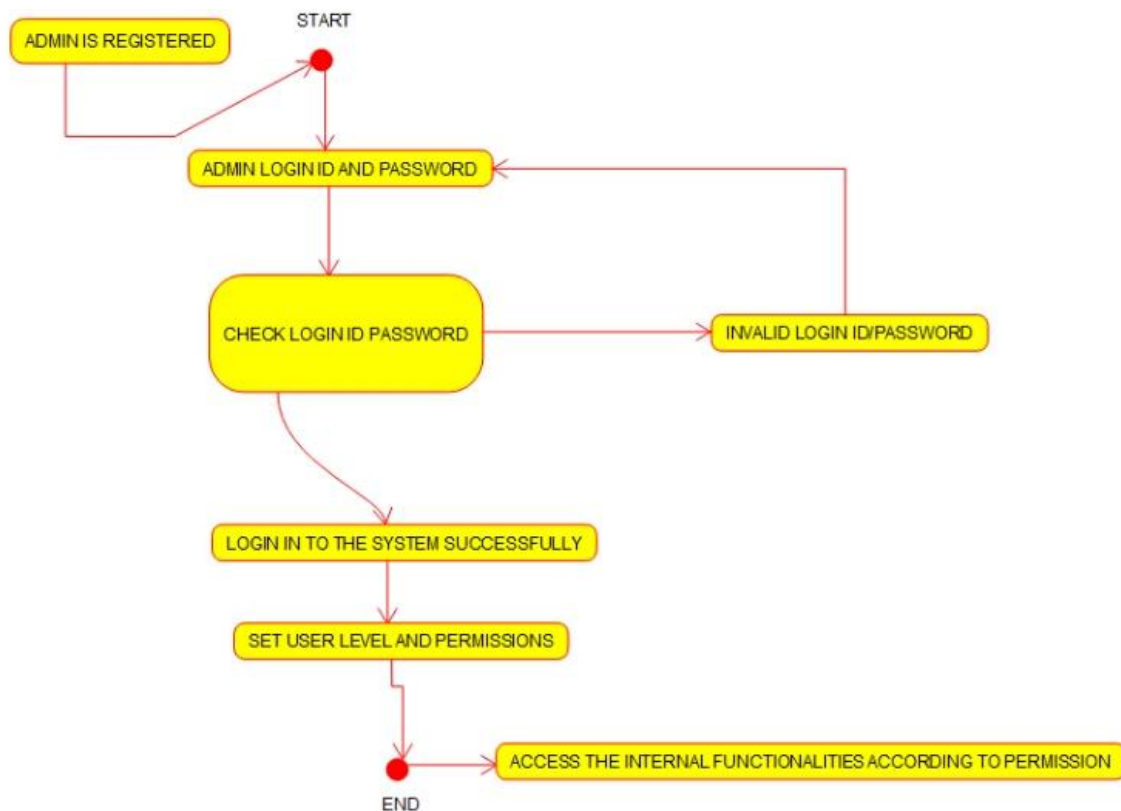 START
ADMIN IS REGISTERED
ADMIN LOGIN ID AND PASSWORD
CHECK LOGIN ID PASSWORD
INVALID LOGIN ID/PASSWORD
LOGIN IN TO THE SYSTEM SUCCESSFULLY
SET USER LEVEL AND PERMISSIONS
ACCESS THE INTERNAL FUNCTIONALITIES ACCORDING TO PERMISSION
END